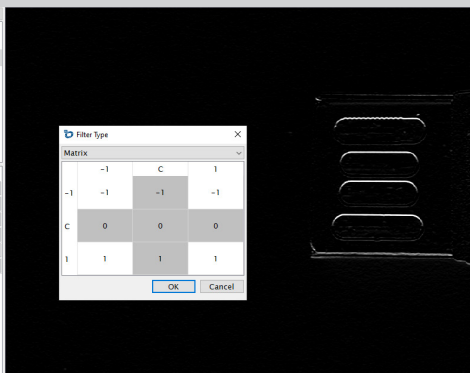 Filter Type
Matrix
-1 C 1
-1 -1 -1 -1
C 0 0 0
1 1 1 1
OK Cancel